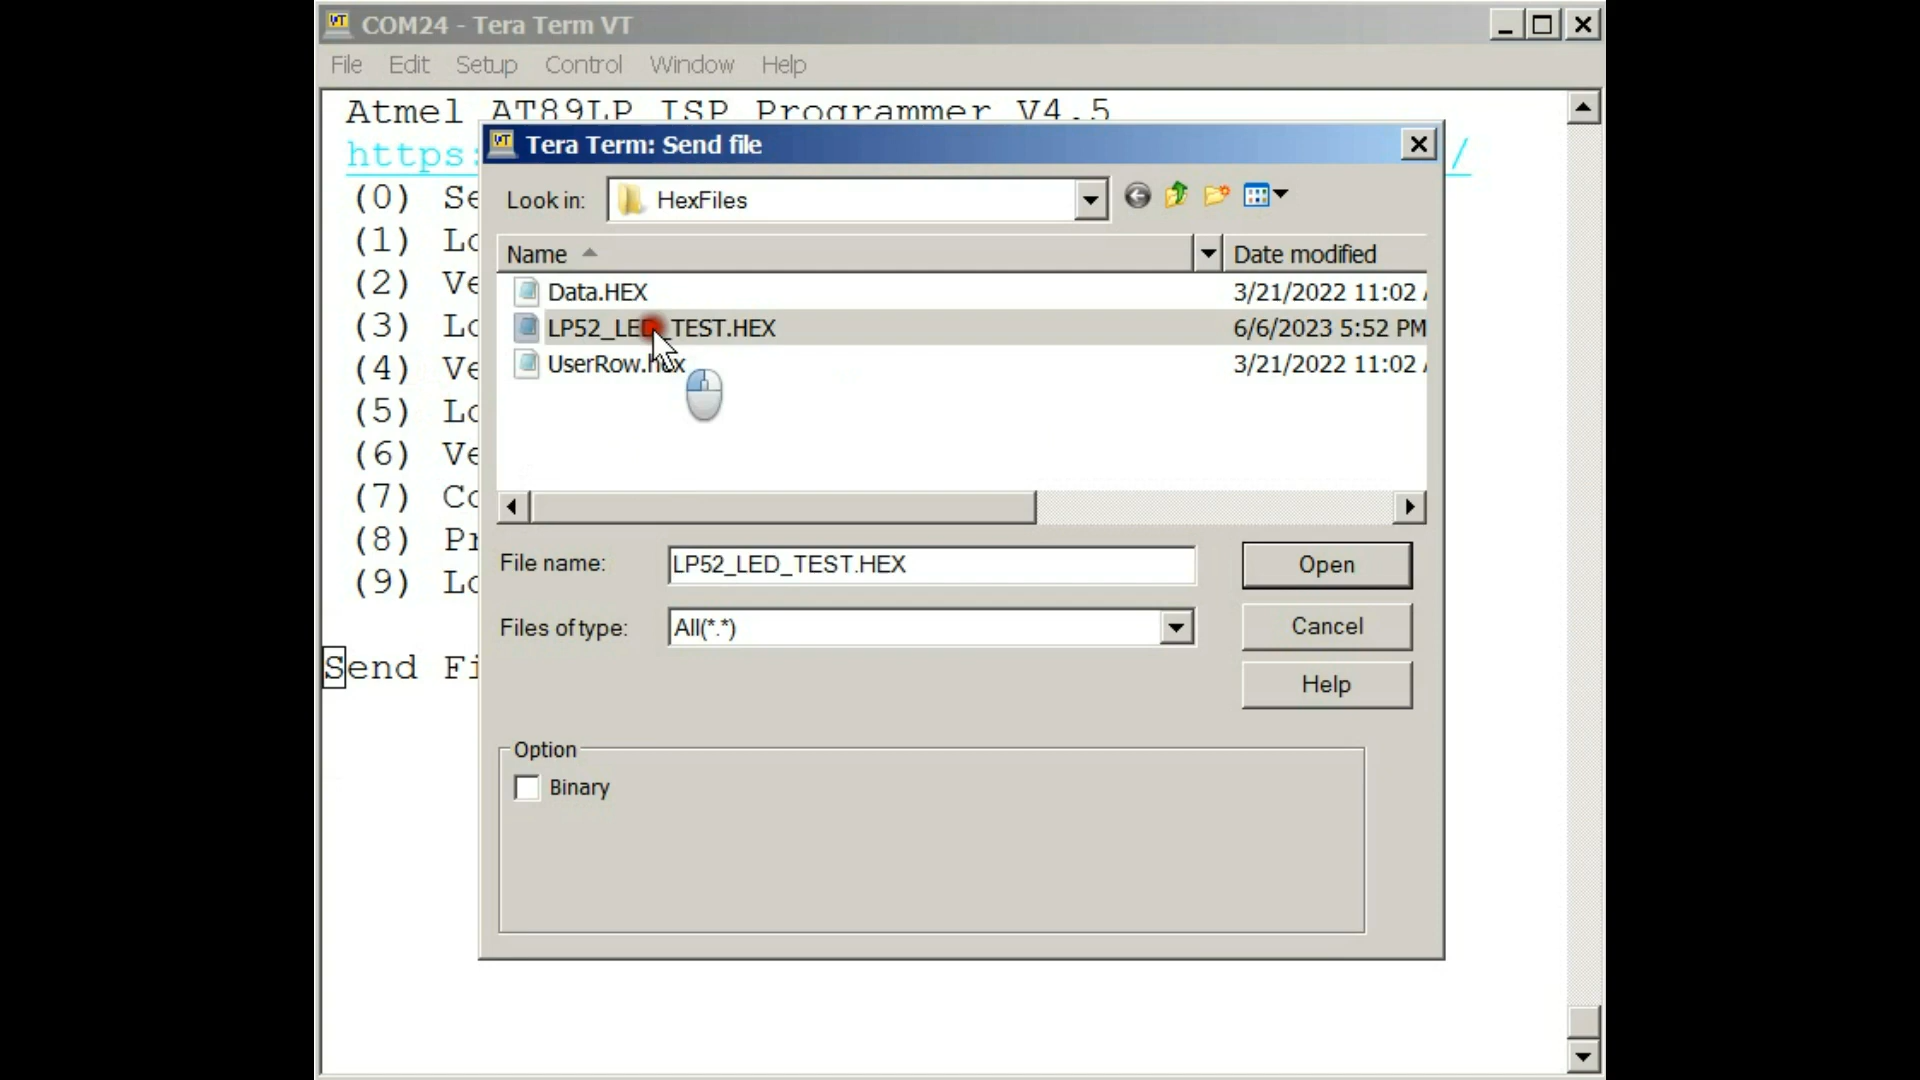 COM24 - Tera Term VT
File Edit Setup Control Window Help
Atmel AT89LP ISP Programmer V4.5
https: /
(0) Se
(1) Lo
(2) Ve
(3) Lo
(4) Ve
(5) Lo
(6) Ve
(7) Co
(8) Pr
(9) Lo
Send Fi
Tera Term: Send file
Look in: HexFiles
Name Date modified
Data.HEX 3/21/2022 11:02
LP52_LED_TEST.HEX 6/6/2023 5:52 PM
UserRow.hex 3/21/2022 11:02
File name: LP52_LED_TEST.HEX Open
Files of type: All(*.*) Cancel
Help
Option
Binary